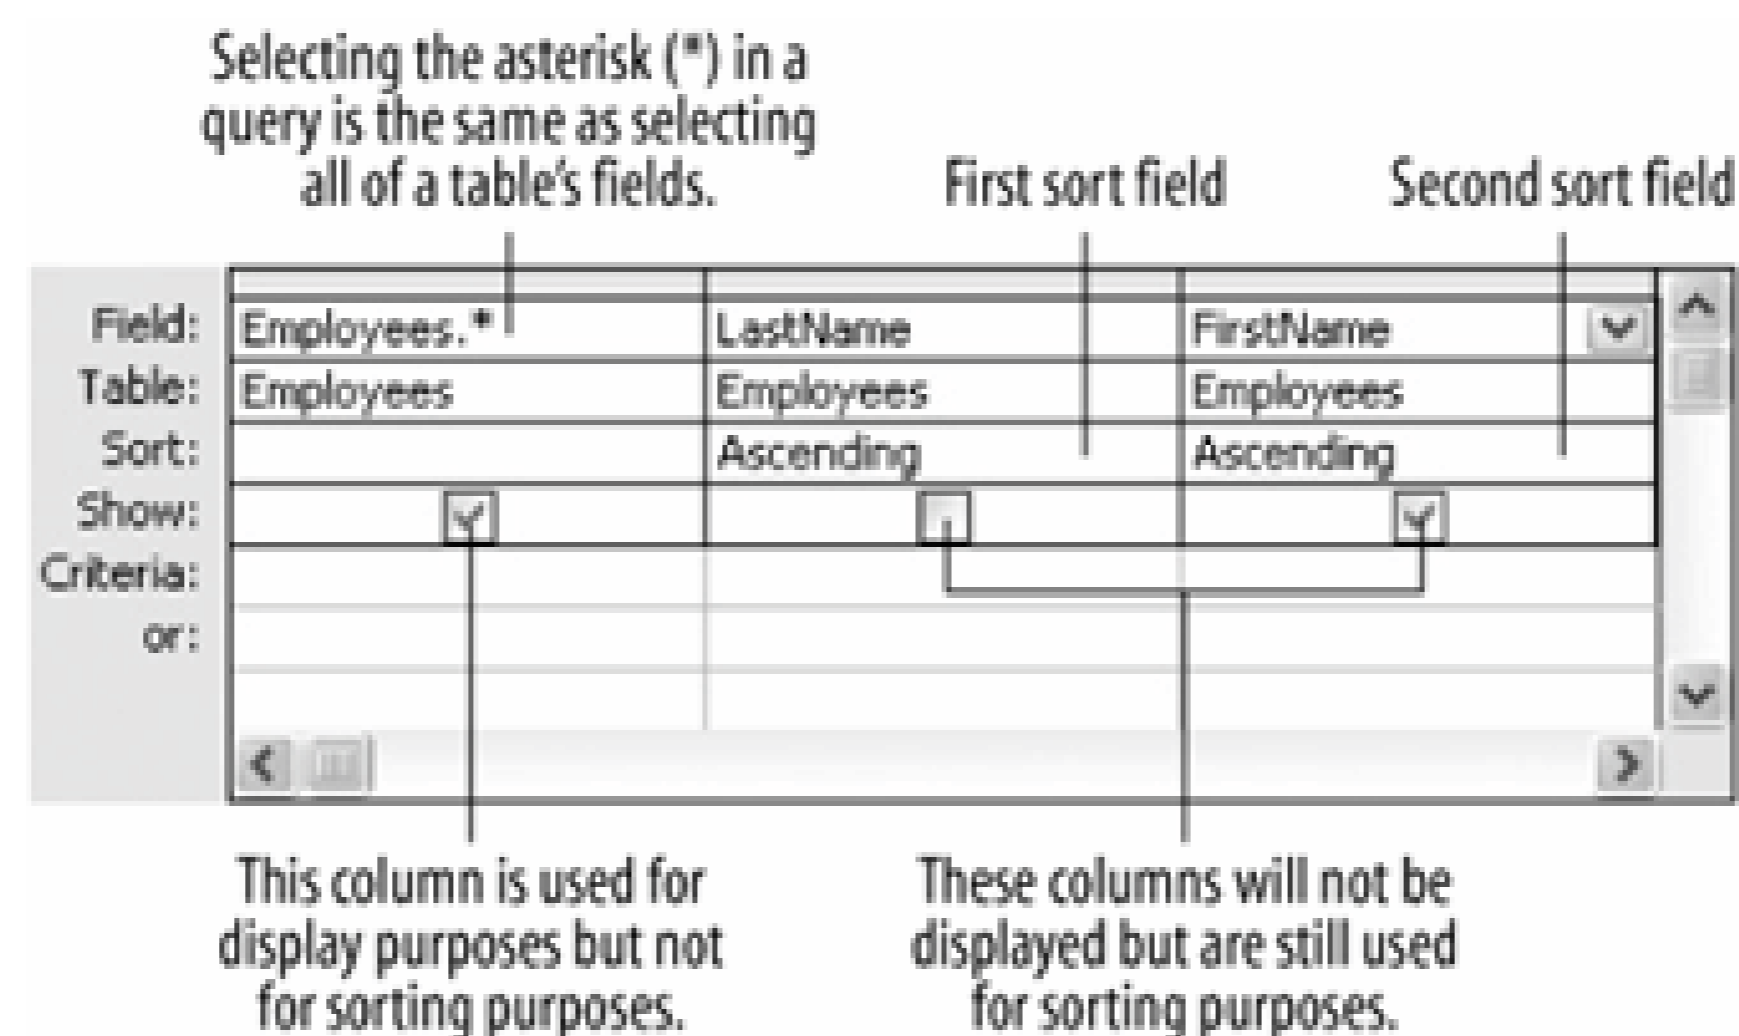 Selecting the asterisk (*) in a
query is the same as selecting
all of a table's fields.
First sort field
Second sort field
Field: Employees.* LastName FirstName
Table: Employees Employees Employees
Sort: Ascending Ascending
Show:
Criteria:
or:
This column is used for
display purposes but not
for sorting purposes.
These columns will not be
displayed but are still used
for sorting purposes.